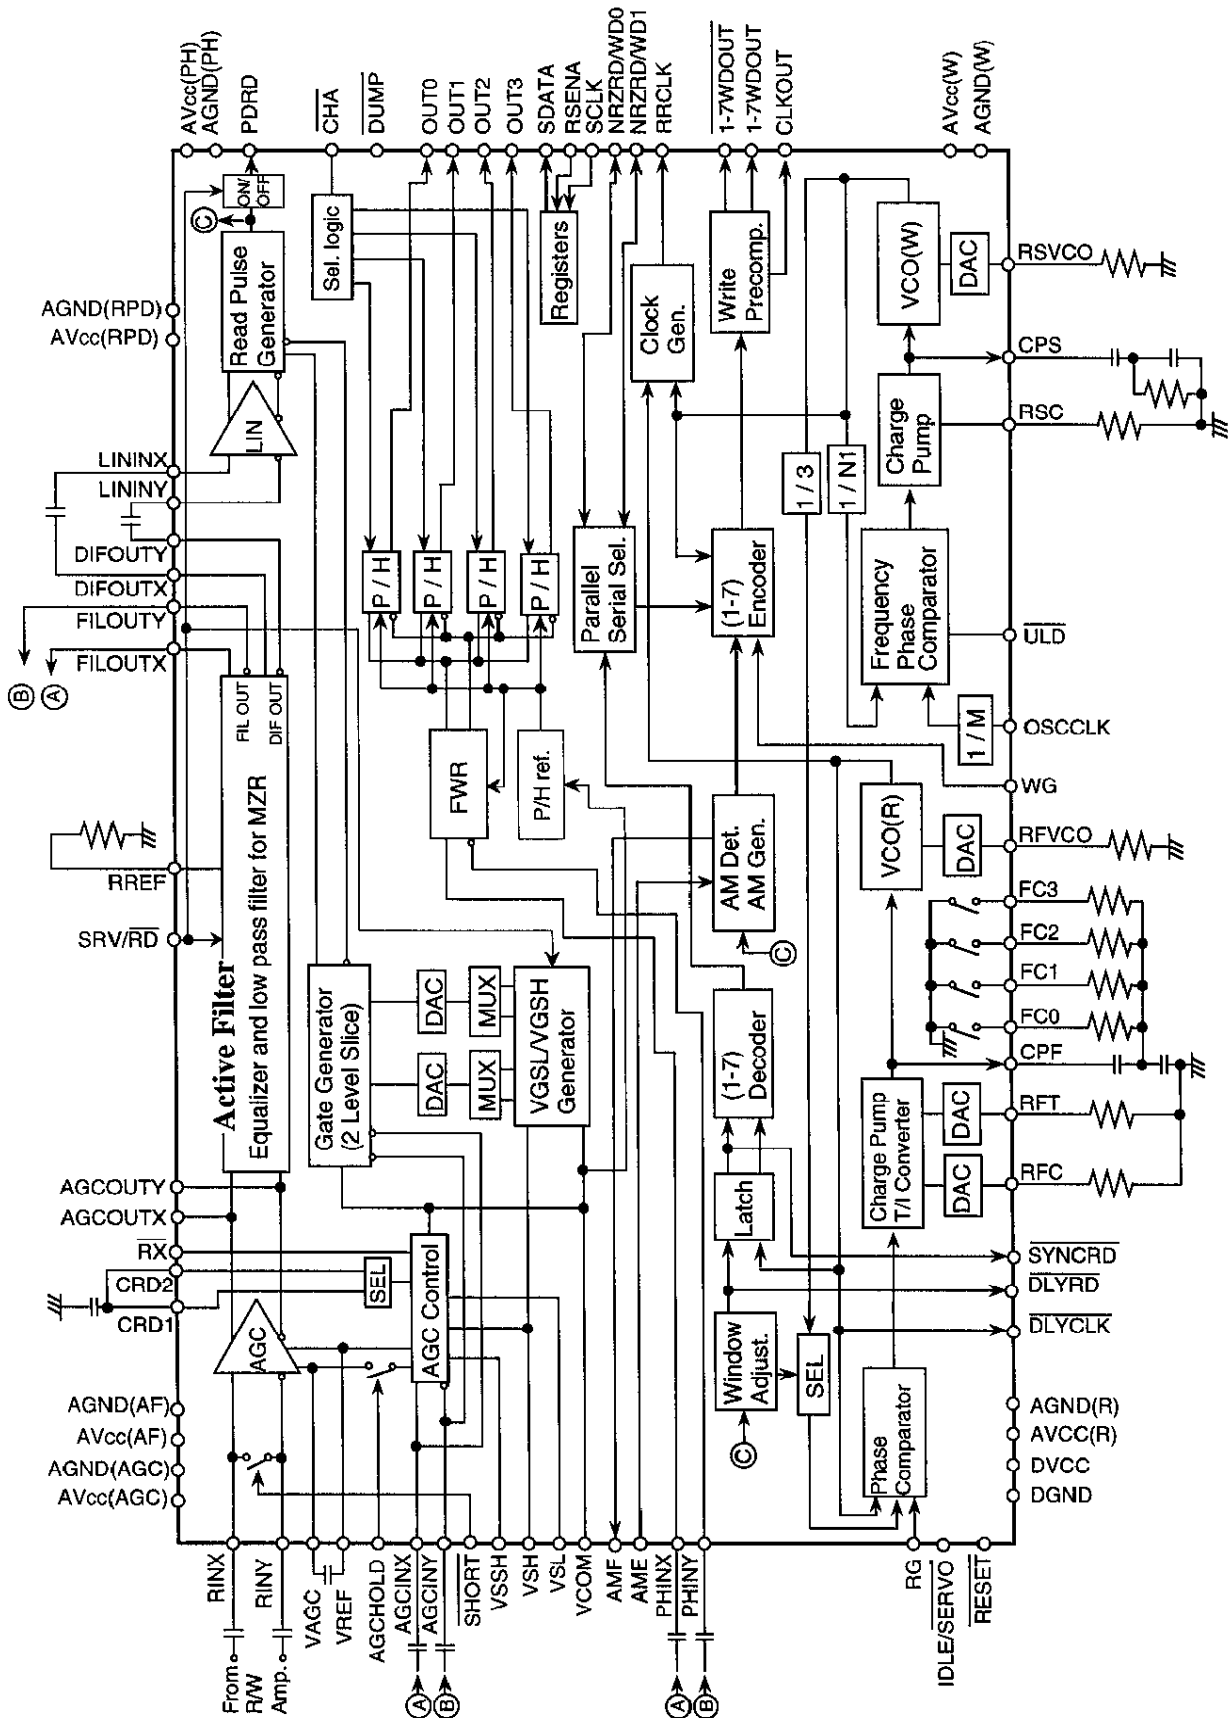 AVcc(PH)
AGND(PH)
PDRD
CHA
DUMP
OUT0
OUT1
OUT2
OUT3
SDATA
RSENA
SCLK
NRZRD/WD0
NRZRD/WD1
RRCLK
1-7WDOUT
1-7WDOUT
CLKOUT
AVcc(W)
AGND(W)
AGND(RPD)
AVcc(RPD)
LININX
LININY
DIFOUTY
DIFOUTX
FILOUTY
FILOUTX
B
A
RREF
SRV/RD
AGCOUTY
AGCOUTX
RX
CRD2
CRD1
AGND(AF)
AVcc(AF)
AGND(AGC)
AVcc(AGC)
ON/
OFF
C
Read Pulse
Generator
LIN
Sel. logic
Registers
Clock
Gen.
Write
Precomp.
VCO(W)
DAC
Charge
Pump
1 / 3
1 / N1
P / H
P / H
P / H
P / H
Parallel
Serial Sel.
(1-7)
Encoder
Frequency
Phase
Comparator
1 / M
FIL OUT
DIF OUT
Active Filter
Equalizer and low pass filter for MZR
FWR
P/H ref.
AM Det.
AM Gen.
C
VCO(R)
DAC
Gate Generator
(2 Level Slice)
DAC
DAC
MUX
MUX
VGSL/VGSH
Generator
(1-7)
Decoder
Latch
Charge Pump
T/I Converter
DAC
DAC
SEL
AGC
AGC Control
Window
Adjust.
C
SEL
Phase
Comparator
RSVCO
CPS
RSC
ULD
OSCCLK
WG
RFVCO
FC3
FC2
FC1
FC0
CPF
RFT
RFC
SYNCRD
DLYRD
DLYCLK
AGND(R)
AVCC(R)
DVCC
DGND
RINX
RINY
VAGC
VREF
AGCHOLD
AGCINX
AGCINY
SHORT
VSSH
VSH
VSL
VCOM
AMF
AME
PHINX
PHINY
RG
IDLE/SERVO
RESET
From
R/W
Amp.
A
B
A
B